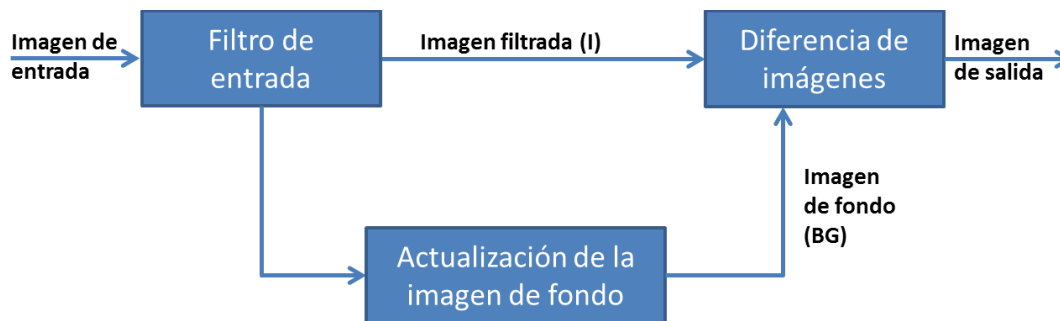 Imagen de
entrada
Filtro de
entrada
Imagen filtrada (I)
Diferencia de
imágenes
Imagen
de salida
Imagen
de fondo
(BG)
Actualización de la
imagen de fondo